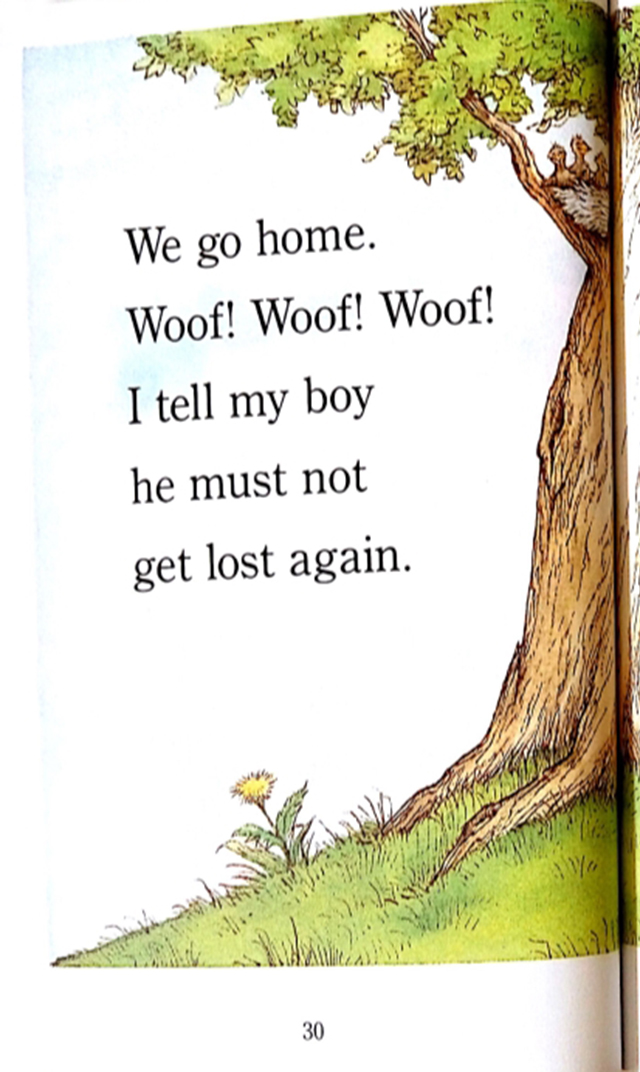 We go home.
Woof! Woof! Woof!
I tell my boy
he must not
get lost again.
30